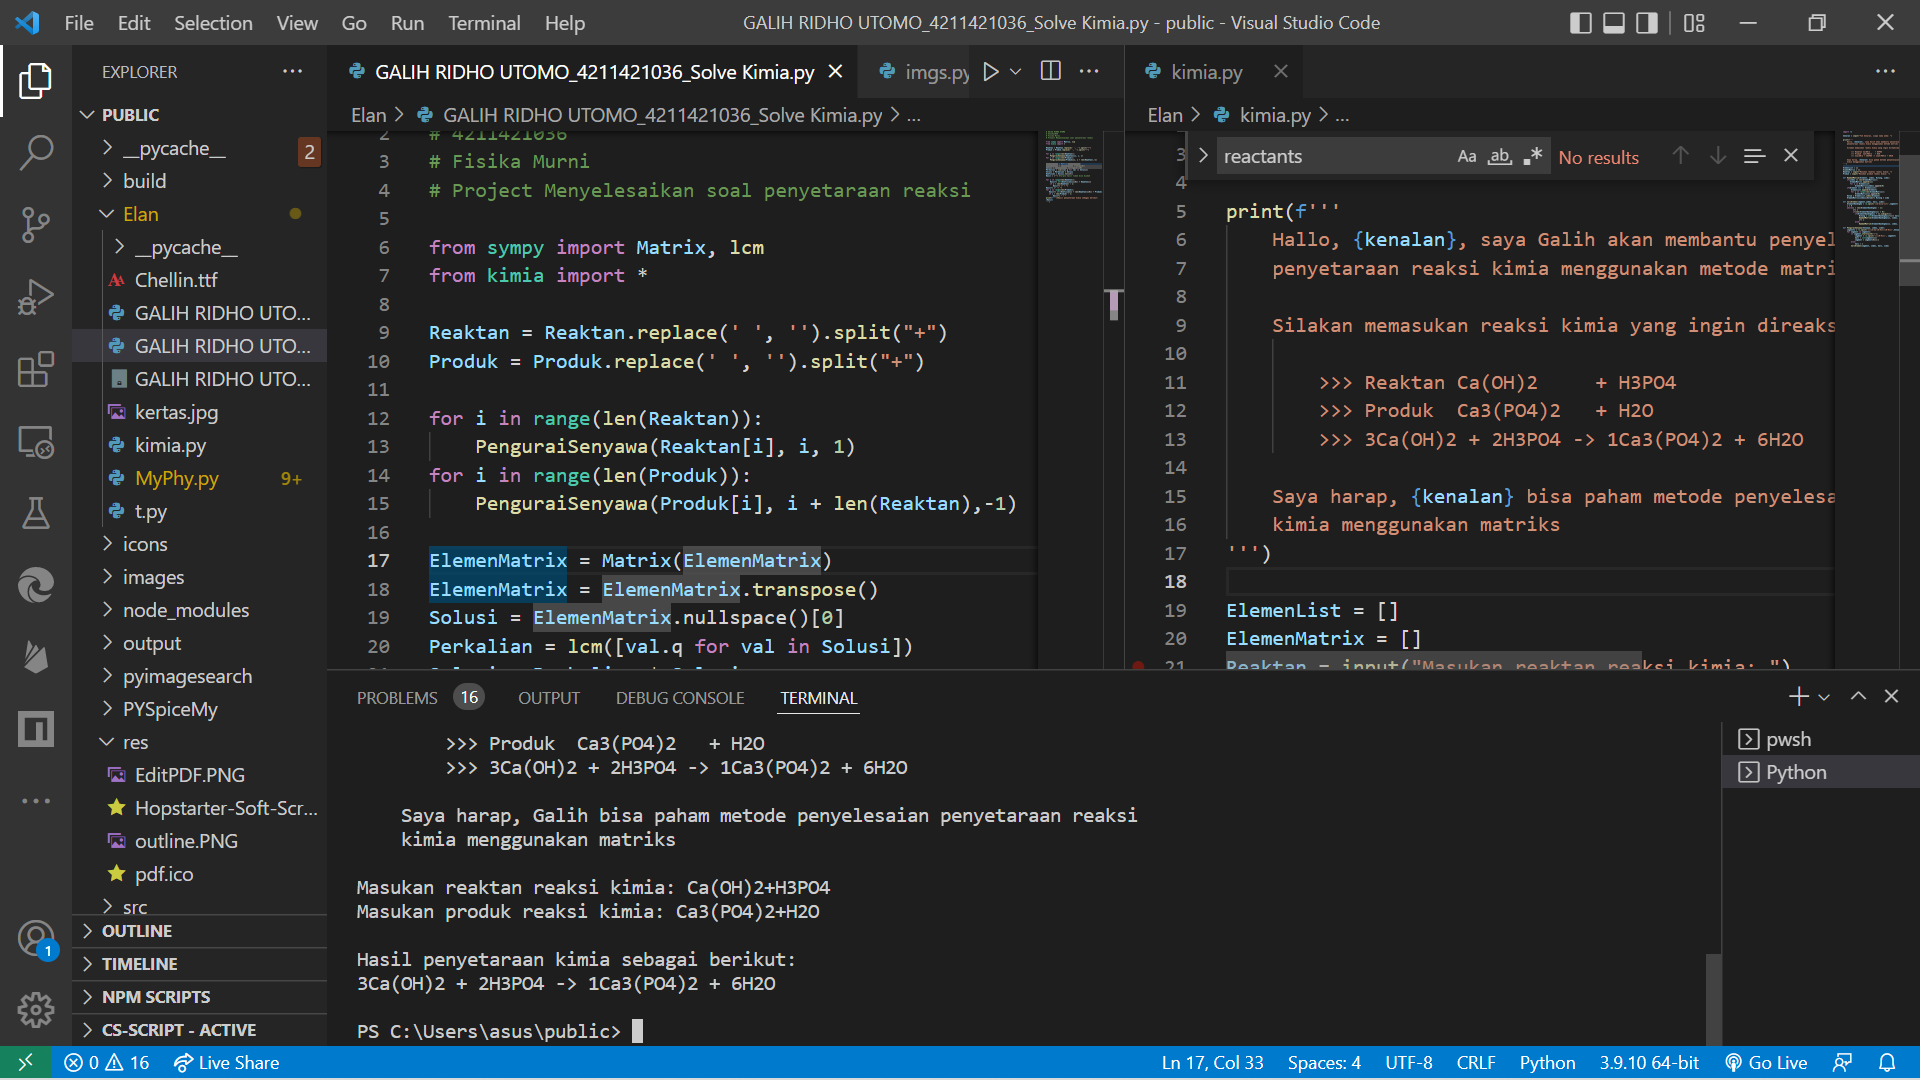 File Edit Selection View Go Run Terminal Help
GALIH RIDHO UTOMO_4211421036_Solve Kimia.py - public - Visual Studio Code
EXPLORER
PUBLIC
__pycache__ 2
build
Elan
__pycache__
Chellin.ttf
GALIH RIDHO UTO...
GALIH RIDHO UTO...
GALIH RIDHO UTO...
kertas.jpg
kimia.py
MyPhy.py 9+
t.py
icons
images
node_modules
output
pyimagesearch
PYSpiceMy
res
EditPDF.PNG
Hopstarter-Soft-Scr...
outline.PNG
pdf.ico
src
OUTLINE
TIMELINE
NPM SCRIPTS
CS-SCRIPT - ACTIVE
1
GALIH RIDHO UTOMO_4211421036_Solve Kimia.py imgs.py
Elan > GALIH RIDHO UTOMO_4211421036_Solve Kimia.py > ...
2 # 4211421036
3 # Fisika Murni
4 # Project Menyelesaikan soal penyetaraan reaksi
5
6 from sympy import Matrix, lcm
7 from kimia import *
8
9 Reaktan = Reaktan.replace(' ', '').split("+")
10 Produk = Produk.replace(' ', '').split("+")
11
12 for i in range(len(Reaktan)):
13 PenguraiSenyawa(Reaktan[i], i, 1)
14 for i in range(len(Produk)):
15 PenguraiSenyawa(Produk[i], i + len(Reaktan),-1)
16
17 ElemenMatrix = Matrix(ElemenMatrix)
18 ElemenMatrix = ElemenMatrix.transpose()
19 Solusi = ElemenMatrix.nullspace()[0]
20 Perkalian = lcm([val.q for val in Solusi])
kimia.py
Elan > kimia.py > ...
reactants Aa ab .* No results
3
4
5 print(f'''
6 Hallo, {kenalan}, saya Galih akan membantu penyel
7 penyetaraan reaksi kimia menggunakan metode matri
8
9 Silakan memasukan reaksi kimia yang ingin direaks
10
11 >>> Reaktan Ca(OH)2 + H3PO4
12 >>> Produk Ca3(PO4)2 + H2O
13 >>> 3Ca(OH)2 + 2H3PO4 -> 1Ca3(PO4)2 + 6H2O
14
15 Saya harap, {kenalan} bisa paham metode penyelesa
16 kimia menggunakan matriks
17 ''')
18
19 ElemenList = []
20 ElemenMatrix = []
21 Reaktan = input("Masukan reaktan reaksi kimia: ")
PROBLEMS 16 OUTPUT DEBUG CONSOLE TERMINAL
>>> Produk Ca3(PO4)2 + H2O
>>> 3Ca(OH)2 + 2H3PO4 -> 1Ca3(PO4)2 + 6H2O
Saya harap, Galih bisa paham metode penyelesaian penyetaraan reaksi
kimia menggunakan matriks
Masukan reaktan reaksi kimia: Ca(OH)2+H3PO4
Masukan produk reaksi kimia: Ca3(PO4)2+H2O
Hasil penyetaraan kimia sebagai berikut:
3Ca(OH)2 + 2H3PO4 -> 1Ca3(PO4)2 + 6H2O
PS C:\Users\asus\public>
pwsh
Python
0 16 Live Share
Ln 17, Col 33 Spaces: 4 UTF-8 CRLF Python 3.9.10 64-bit Go Live